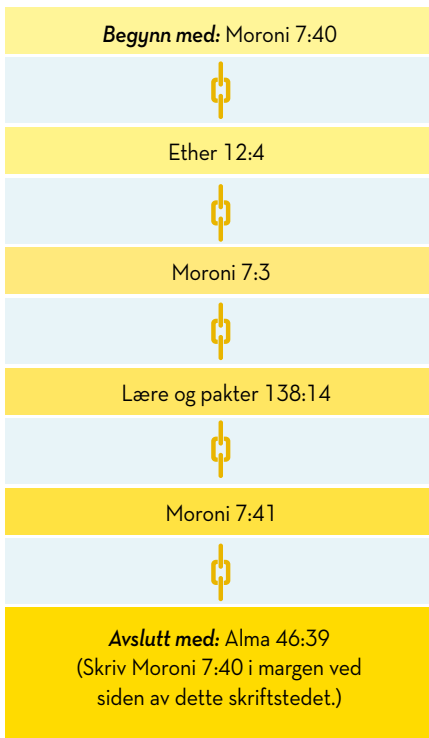 Begynn med: Moroni 7:40
Ether 12:4
Moroni 7:3
Lære og pakter 138:14
Moroni 7:41
Avslutt med: Alma 46:39
(Skriv Moroni 7:40 i margen ved
siden av dette skriftstedet.)